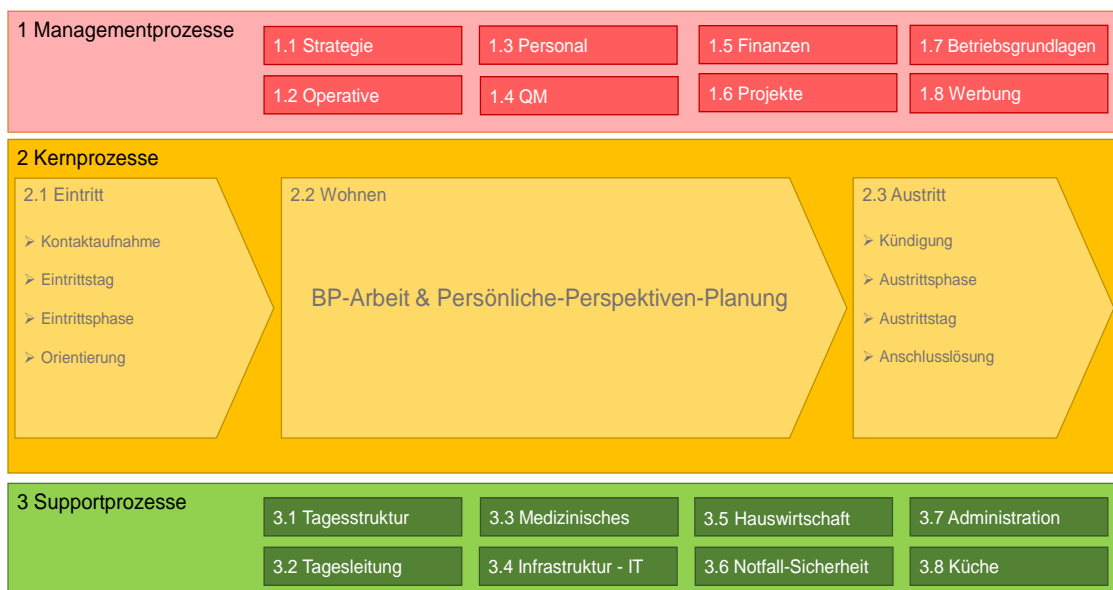 1 Managementprozesse
1.1 Strategie
1.3 Personal
1.5 Finanzen
1.7 Betriebsgrundlagen
1.2 Operative
1.4 QM
1.6 Projekte
1.8 Werbung
2 Kernprozesse
2.1 Eintritt
Kontaktaufnahme
Eintrittstag
Eintrittsphase
Orientierung
2.2 Wohnen
BP-Arbeit & Persönliche-Perspektiven-Planung
2.3 Austritt
Kündigung
Austrittsphase
Austrittstag
Anschlusslösung
3 Supportprozesse
3.1 Tagesstruktur
3.3 Medizinisches
3.5 Hauswirtschaft
3.7 Administration
3.2 Tagesleitung
3.4 Infrastruktur - IT
3.6 Notfall-Sicherheit
3.8 Küche